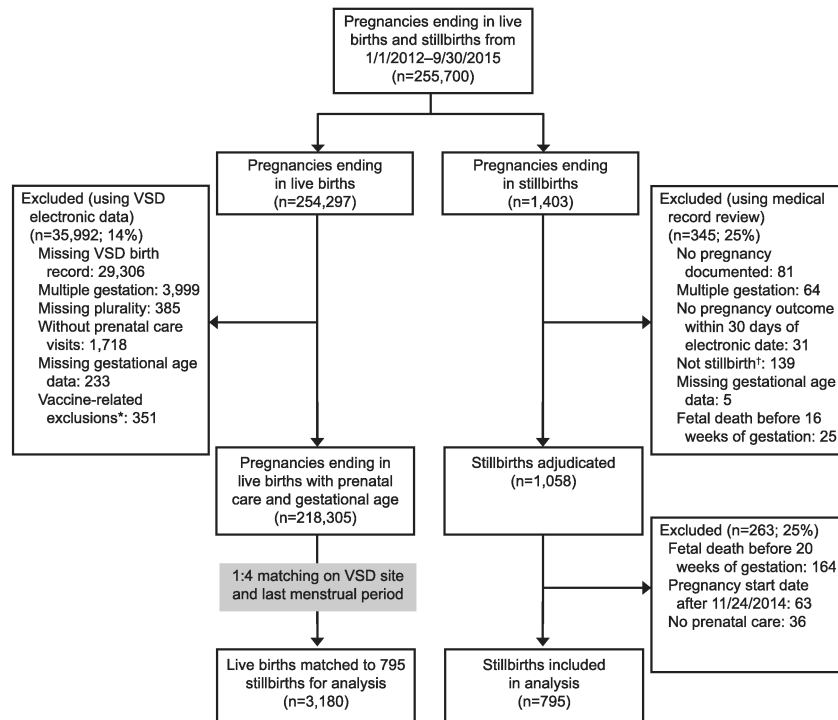 Pregnancies ending in live
births and stillbirths from
1/1/2012–9/30/2015
(n=255,700)
Pregnancies ending
in live births
(n=254,297)
Pregnancies ending
in stillbirths
(n=1,403)
Excluded (using VSD
electronic data)
(n=35,992; 14%)
Missing VSD birth
record: 29,306
Multiple gestation: 3,999
Missing plurality: 385
Without prenatal care
visits: 1,718
Missing gestational age
data: 233
Vaccine-related
exclusions*: 351
Excluded (using medical
record review)
(n=345; 25%)
No pregnancy
documented: 81
Multiple gestation: 64
No pregnancy outcome
within 30 days of
electronic date: 31
Not stillbirth†: 139
Missing gestational age
data: 5
Fetal death before 16
weeks of gestation: 25
Pregnancies ending in
live births with prenatal
care and gestational age
(n=218,305)
Stillbirths adjudicated
(n=1,058)
Excluded (n=263; 25%)
Fetal death before 20
weeks of gestation: 164
Pregnancy start date
after 11/24/2014: 63
No prenatal care: 36
1:4 matching on VSD site
and last menstrual period
Live births matched to 795
stillbirths for analysis
(n=3,180)
Stillbirths included
in analysis
(n=795)